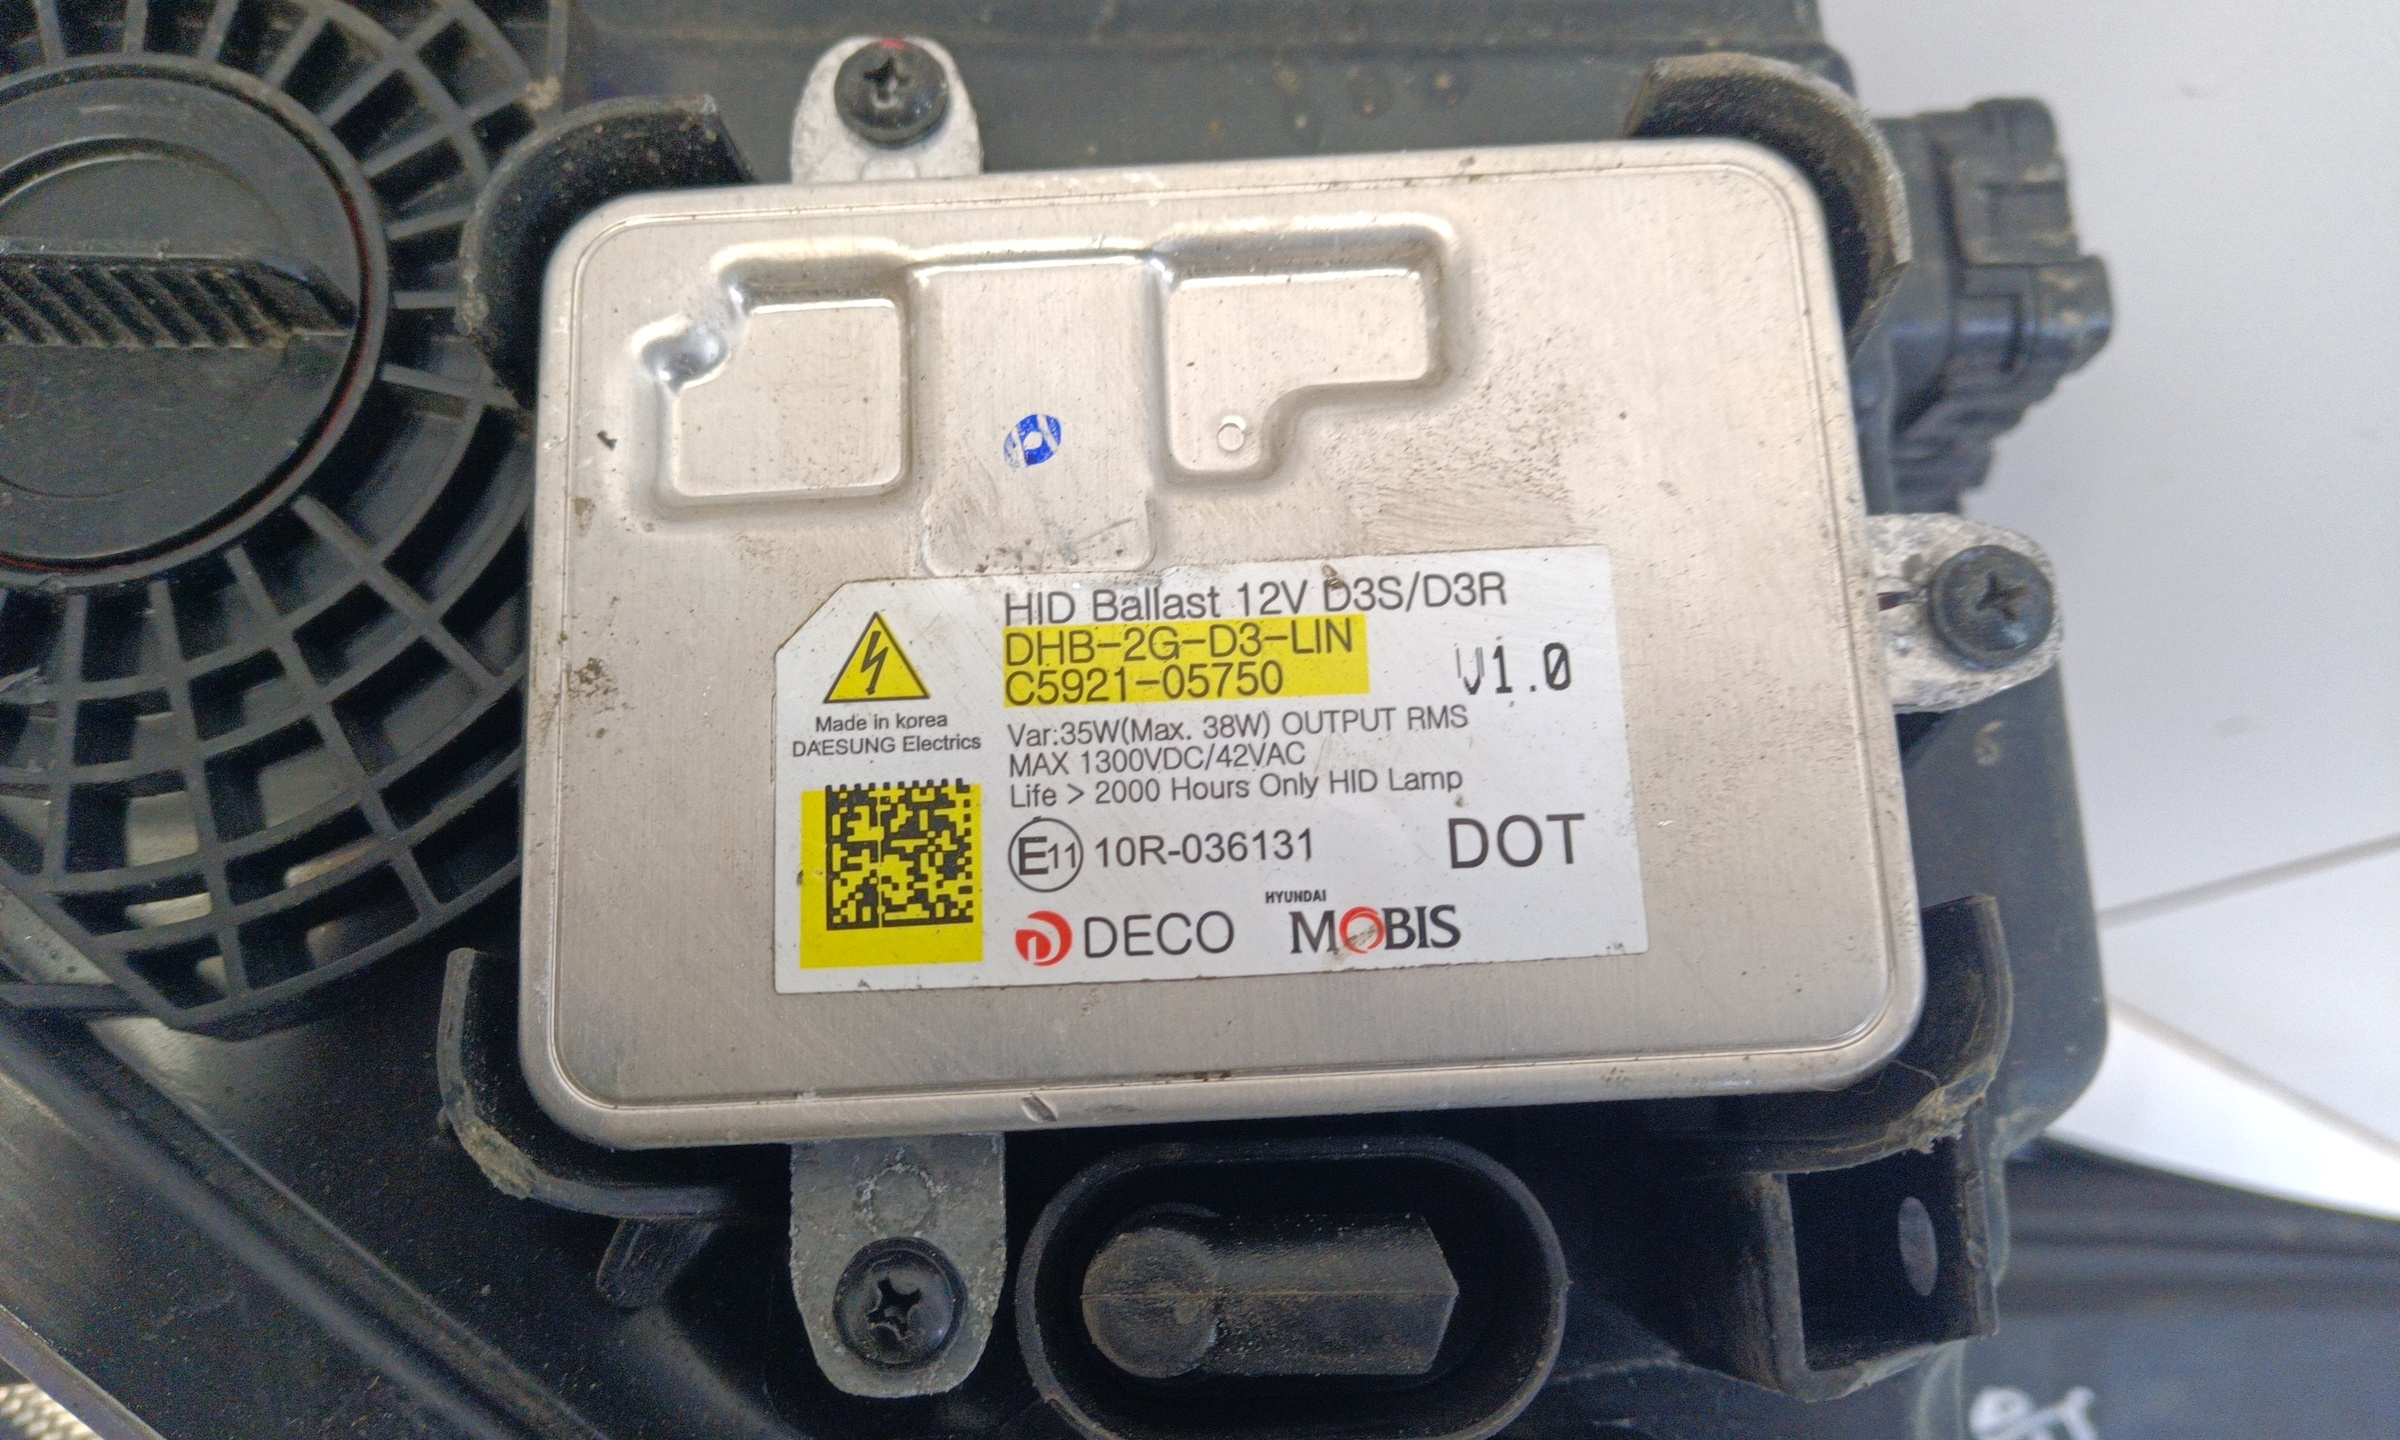 HID Ballast 12V D3S/D3R
DHB-2G-D3-LIN
C5921-05750
V1.0
Made in korea
DAESUNG Electrics
Var:35W(Max. 38W) OUTPUT RMS
MAX 1300VDC/42VAC
Life > 2000 Hours Only HID Lamp
E11 10R-036131
DOT
DECO
HYUNDAI
MOBIS